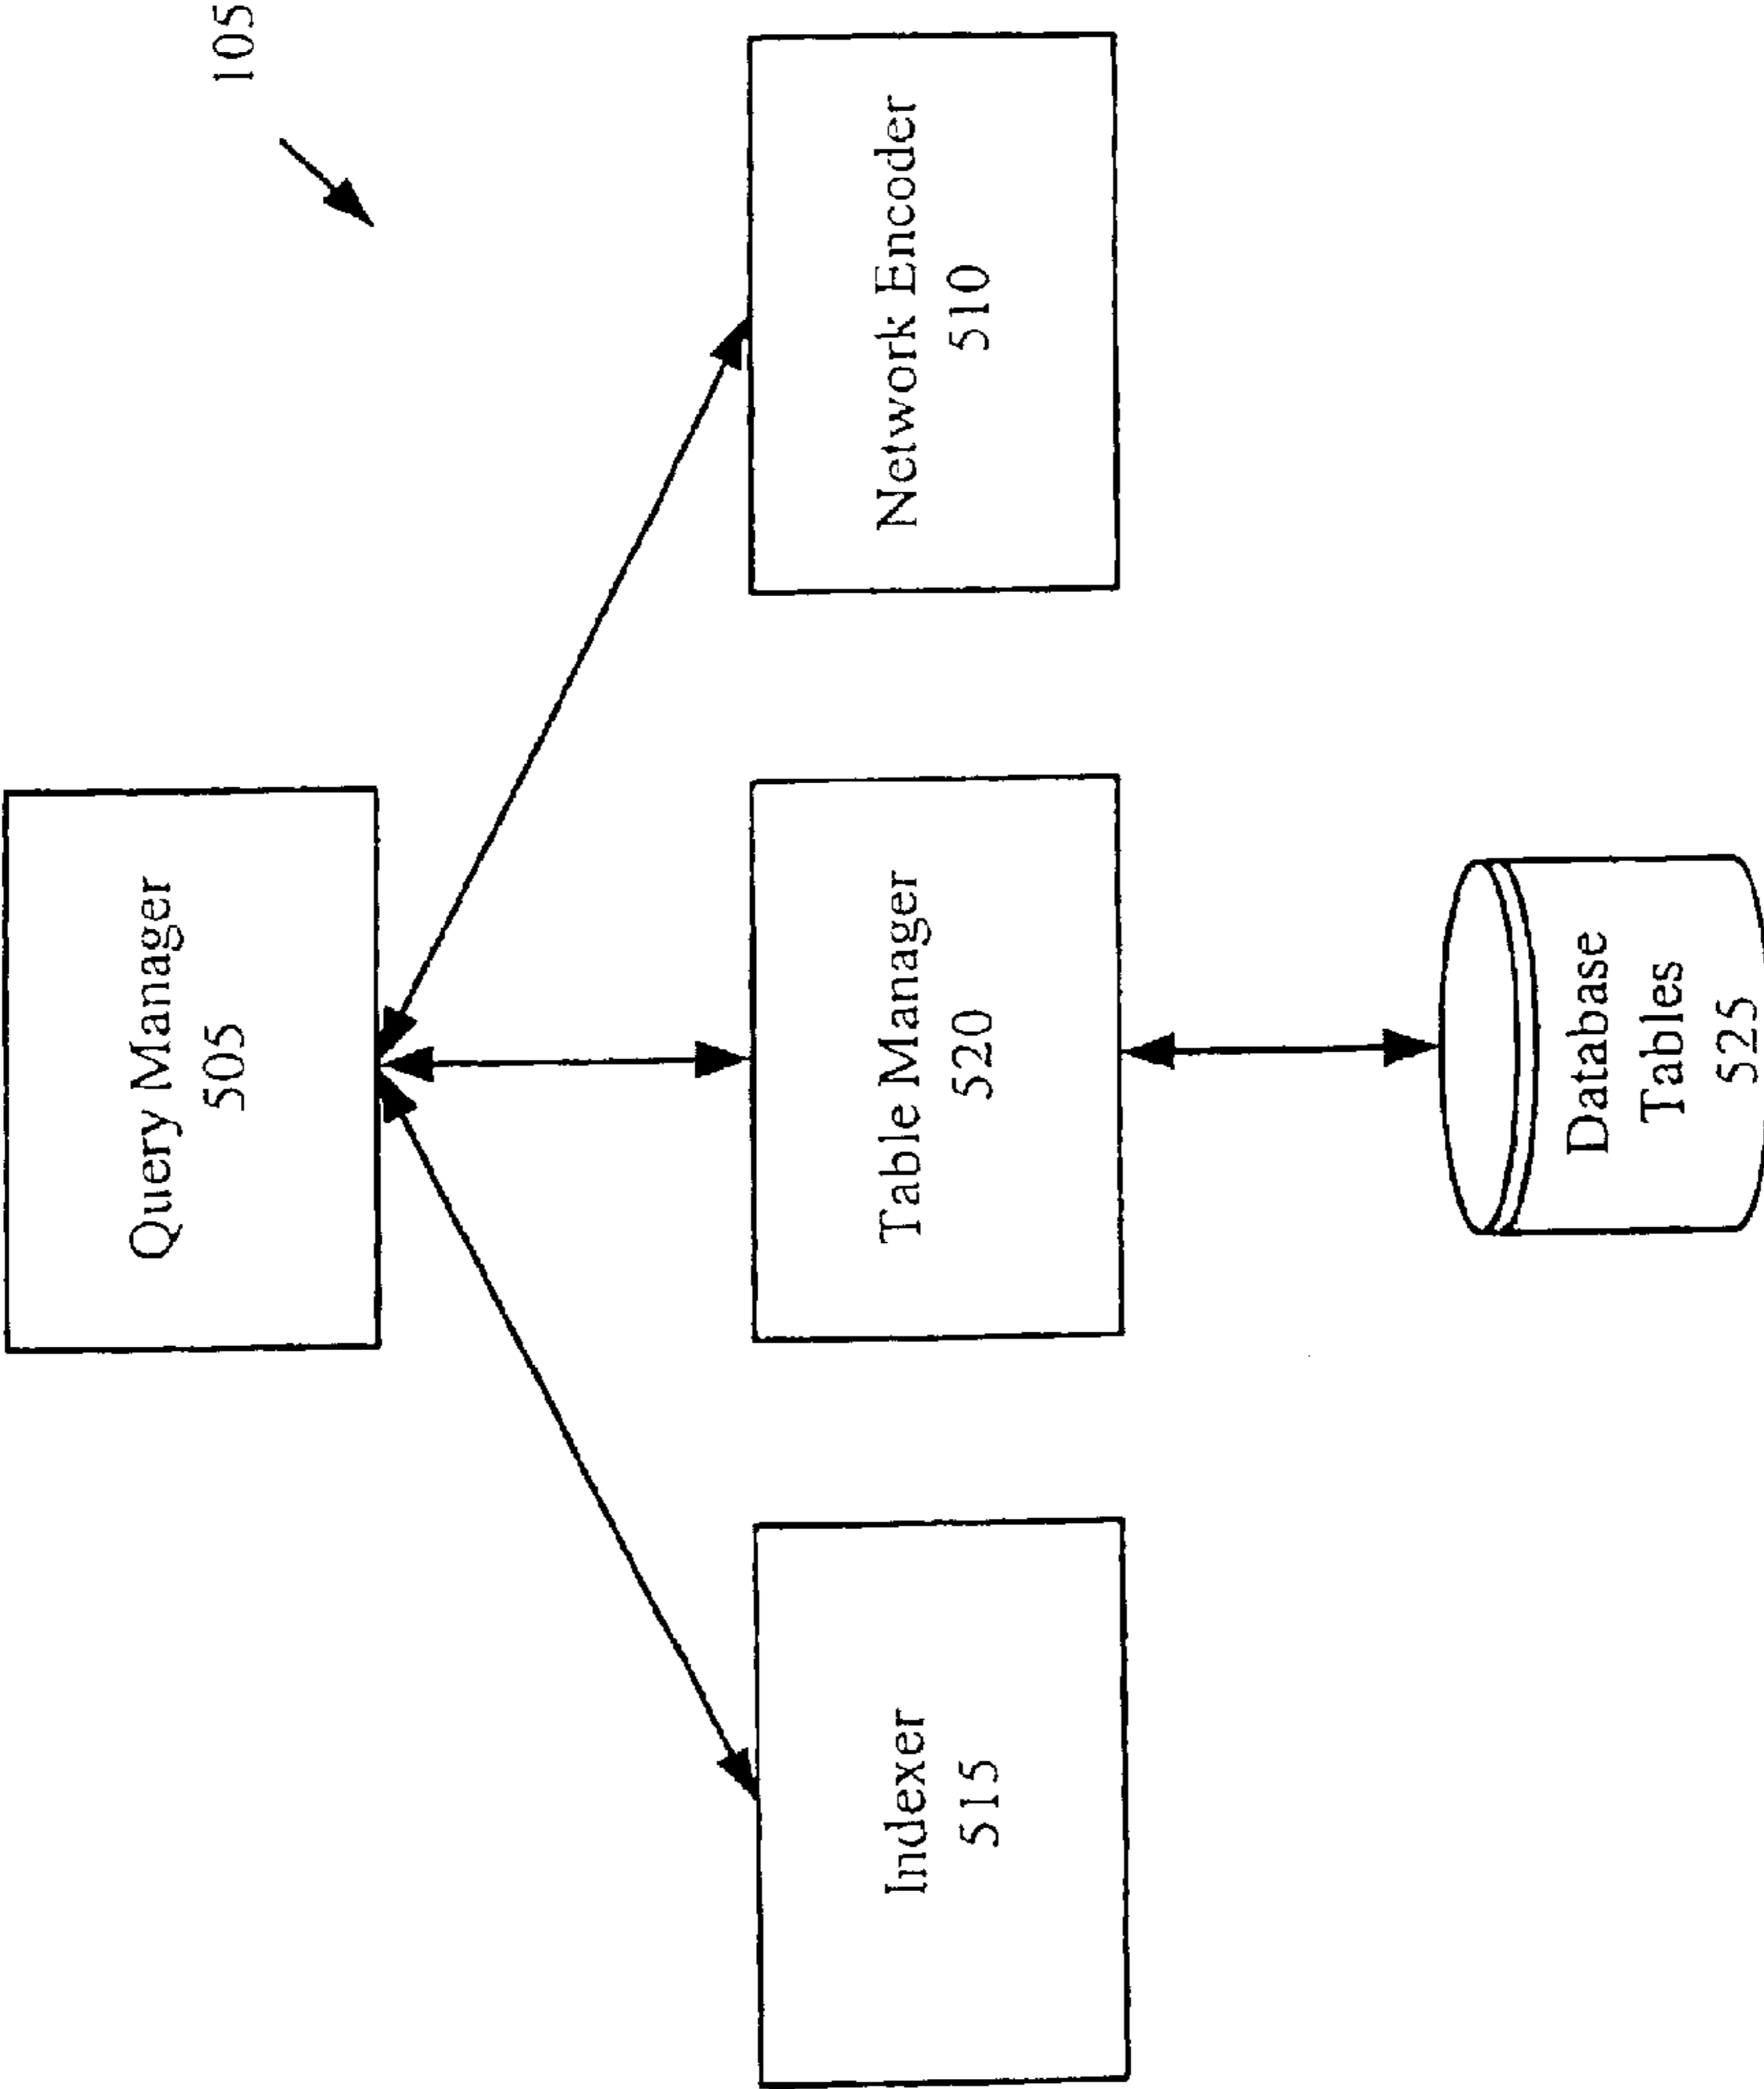 105
Query Manager
505
Indexer
515
Table Manager
520
Network Encoder
510
Database
Tables
525